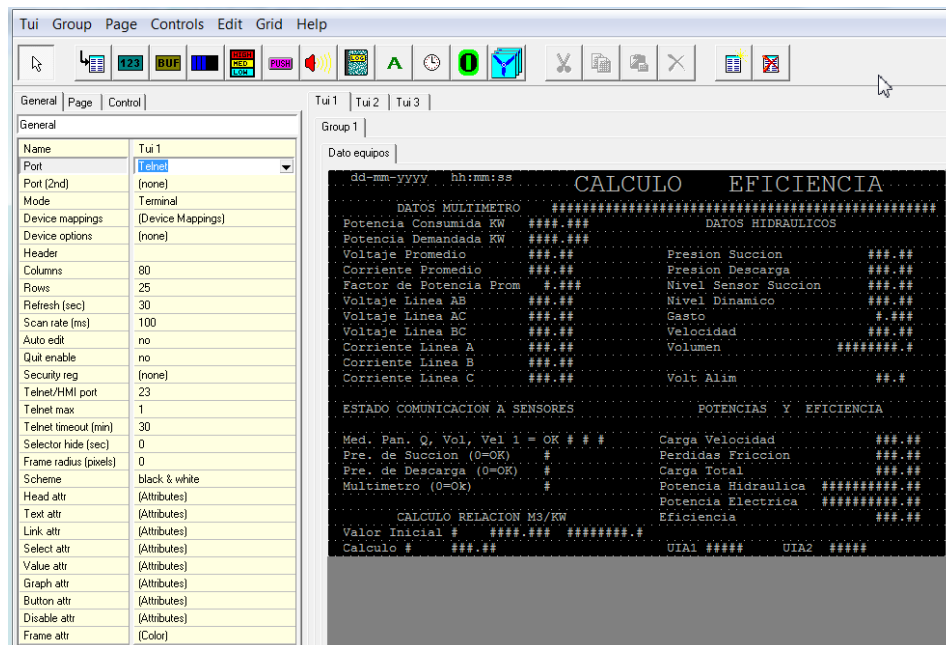 Tui Group Page Controls Edit Grid Help
123 BUF HIGH MED LOW PUSH LOG A 0
General Page Control
General
Name Tui 1
Port Telnet
Port (2nd) (none)
Mode Terminal
Device mappings (Device Mappings)
Device options (none)
Header
Columns 80
Rows 25
Refresh (sec) 30
Scan rate (ms) 100
Auto edit no
Quit enable no
Security reg (none)
Telnet/HMI port 23
Telnet max 1
Telnet timeout (min) 30
Selector hide (sec) 0
Frame radius (pixels) 0
Scheme black & white
Head attr (Attributes)
Text attr (Attributes)
Link attr (Attributes)
Select attr (Attributes)
Value attr (Attributes)
Graph attr (Attributes)
Button attr (Attributes)
Disable attr (Attributes)
Frame attr (Color)
Tui 1 Tui 2 Tui 3
Group 1
Dato equipos
dd-mm-yyyy hh:mm:ss CALCULO EFICIENCIA
DATOS MULTIMETRO ##################################################
Potencia Consumida KW ####.### DATOS HIDRAULICOS
Potencia Demandada KW ####.###
Voltaje Promedio ###.## Presion Succion ###.##
Corriente Promedio ###.## Presion Descarga ###.##
Factor de Potencia Prom #.### Nivel Sensor Succion ###.##
Voltaje Linea AB ###.## Nivel Dinamico ###.##
Voltaje Linea AC ###.## Gasto #.###
Voltaje Linea BC ###.## Velocidad ###.##
Corriente Linea A ###.## Volumen ########.#
Corriente Linea B ###.##
Corriente Linea C ###.## Volt Alim ##.#
ESTADO COMUNICACION A SENSORES POTENCIAS Y EFICIENCIA
Med. Pan. Q, Vol, Vel 1 = OK # # # Carga Velocidad ###.##
Pre. de Succion (0=OK) # Perdidas Friccion ###.##
Pre. de Descarga (0=OK) # Carga Total ###.##
Multimetro (0=Ok) # Potencia Hidraulica ##########.##
Potencia Electrica ##########.##
CALCULO RELACION M3/KW Eficiencia ###.##
Valor Inicial # ####.### ########.#
Calculo # ###.## UIA1 ##### UIA2 #####